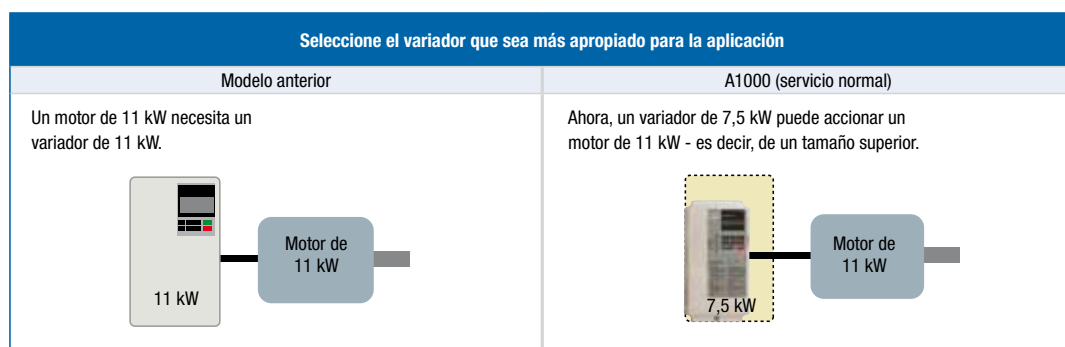 Seleccione el variador que sea más apropiado para la aplicación
Modelo anterior
A1000 (servicio normal)
Un motor de 11 kW necesita un
variador de 11 kW.
Ahora, un variador de 7,5 kW puede accionar un
motor de 11 kW - es decir, de un tamaño superior.
11 kW
Motor de
11 kW
7,5 kW
Motor de
11 kW